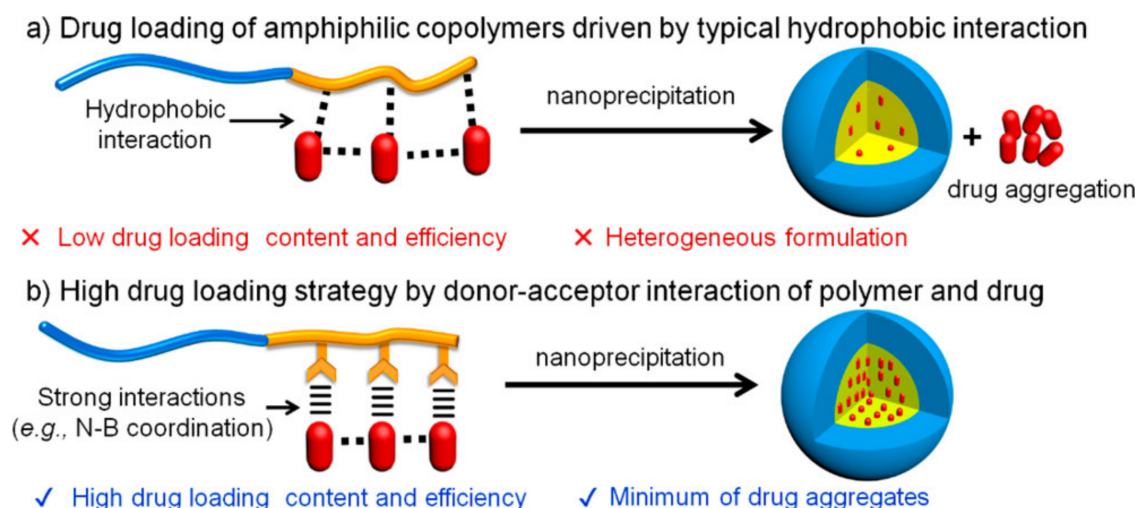 a) Drug loading of amphiphilic copolymers driven by typical hydrophobic interaction
Hydrophobic
interaction
nanoprecipitation
+
drug aggregation
✕ Low drug loading content and efficiency
✕ Heterogeneous formulation
b) High drug loading strategy by donor-acceptor interaction of polymer and drug
Strong interactions
(e.g., N-B coordination)
nanoprecipitation
✓ High drug loading content and efficiency
✓ Minimum of drug aggregates